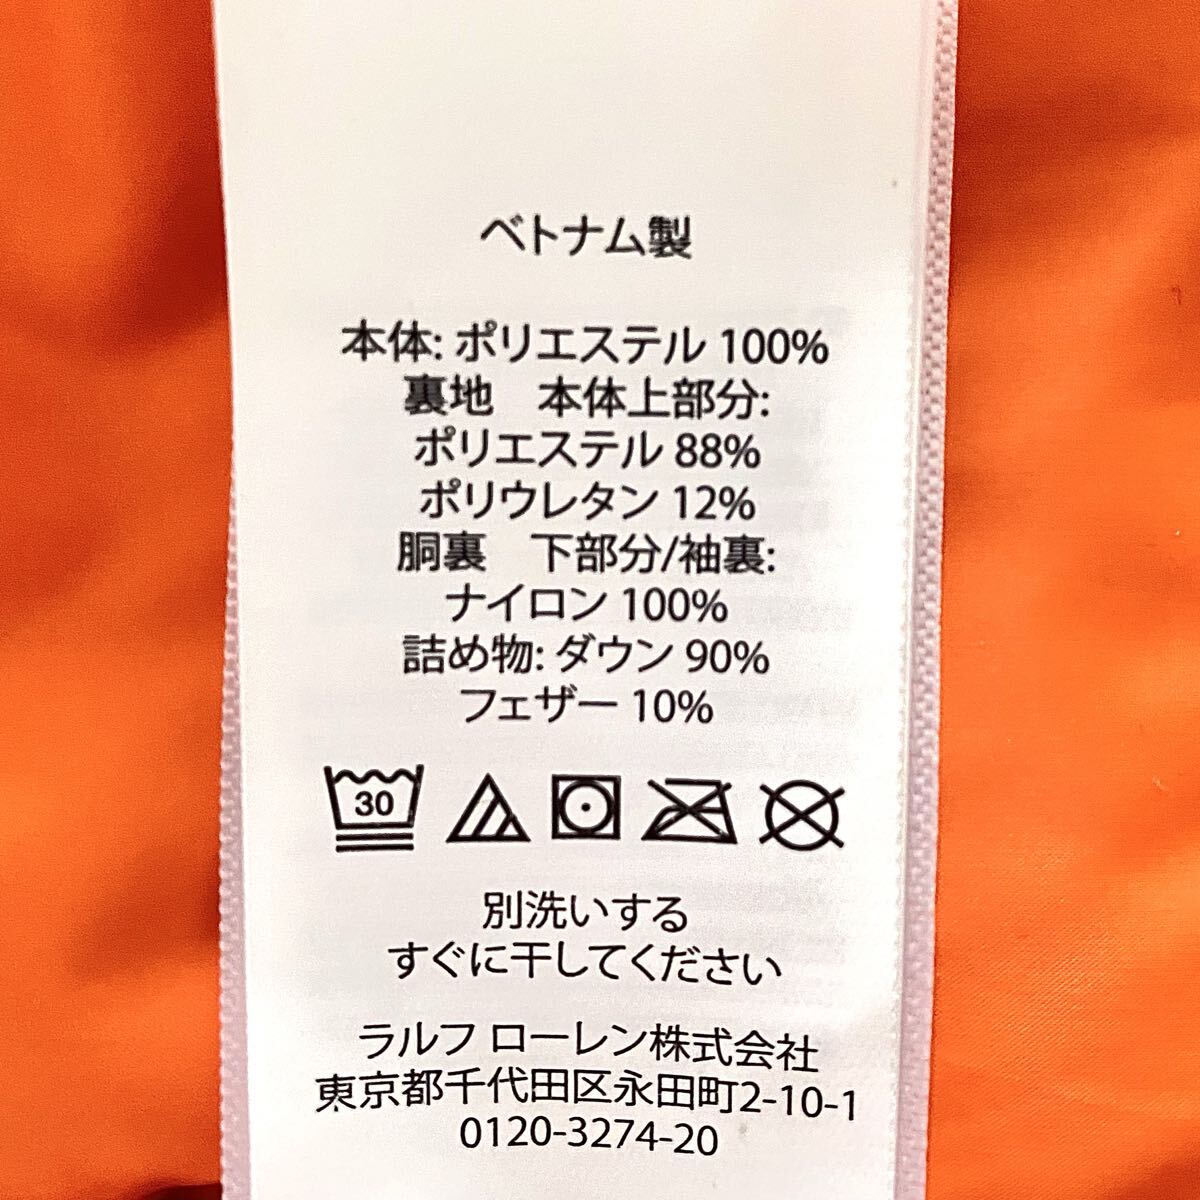 ベトナム製
本体: ポリエステル 100%
裏地　本体上部分:
ポリエステル 88%
ポリウレタン 12%
胴裏　下部分/袖裏:
ナイロン 100%
詰め物: ダウン 90%
フェザー 10%
30
別洗いする
すぐに干してください
ラルフ ローレン株式会社
東京都千代田区永田町2-10-1
0120-3274-20